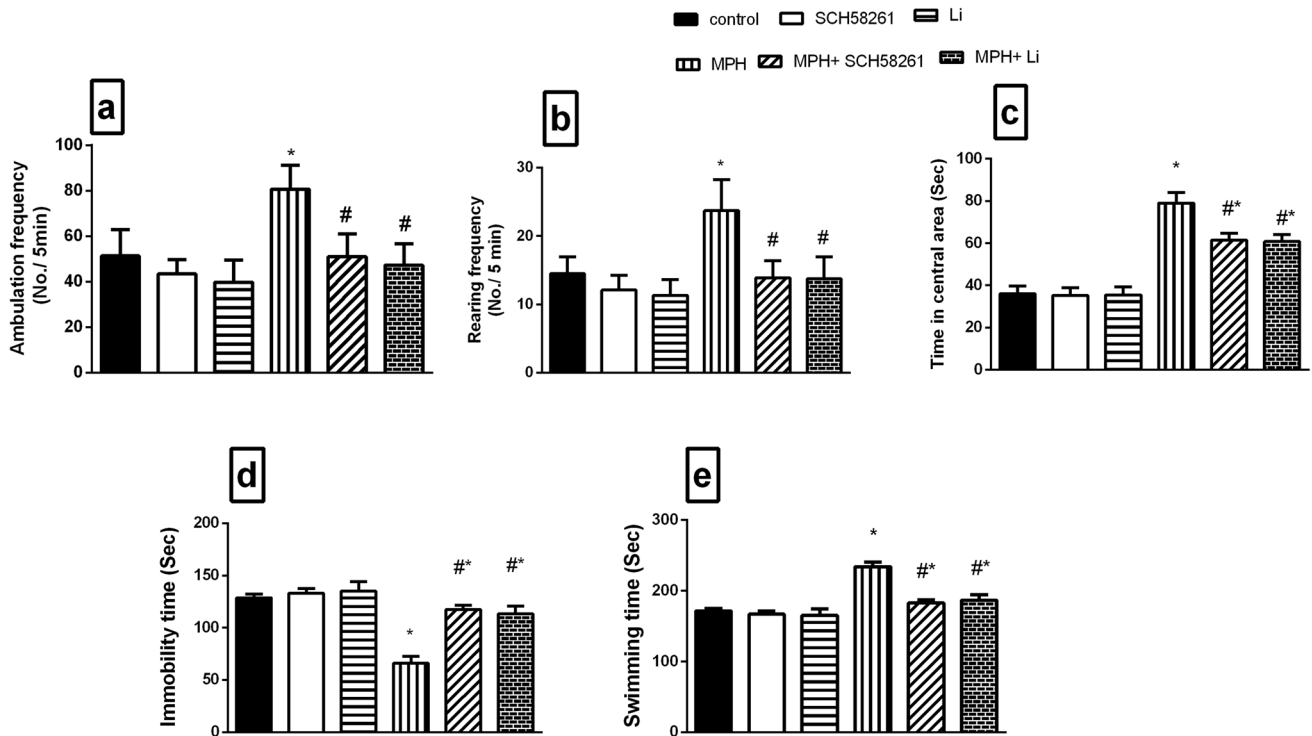 control SCH58261 Li
MPH MPH+ SCH58261 MPH+ Li
a
Ambulation frequency
(No./ 5min)
100
80
60
40
20
0
*
#
#
b
Rearing frequency
(No./ 5 min)
30
20
10
0
*
#
#
c
Time in central area (Sec)
100
80
60
40
20
0
*
#*
#*
d
Immobility time (Sec)
200
150
100
50
0
*
#*
#*
e
Swimming time (Sec)
300
200
100
0
*
#*
#*